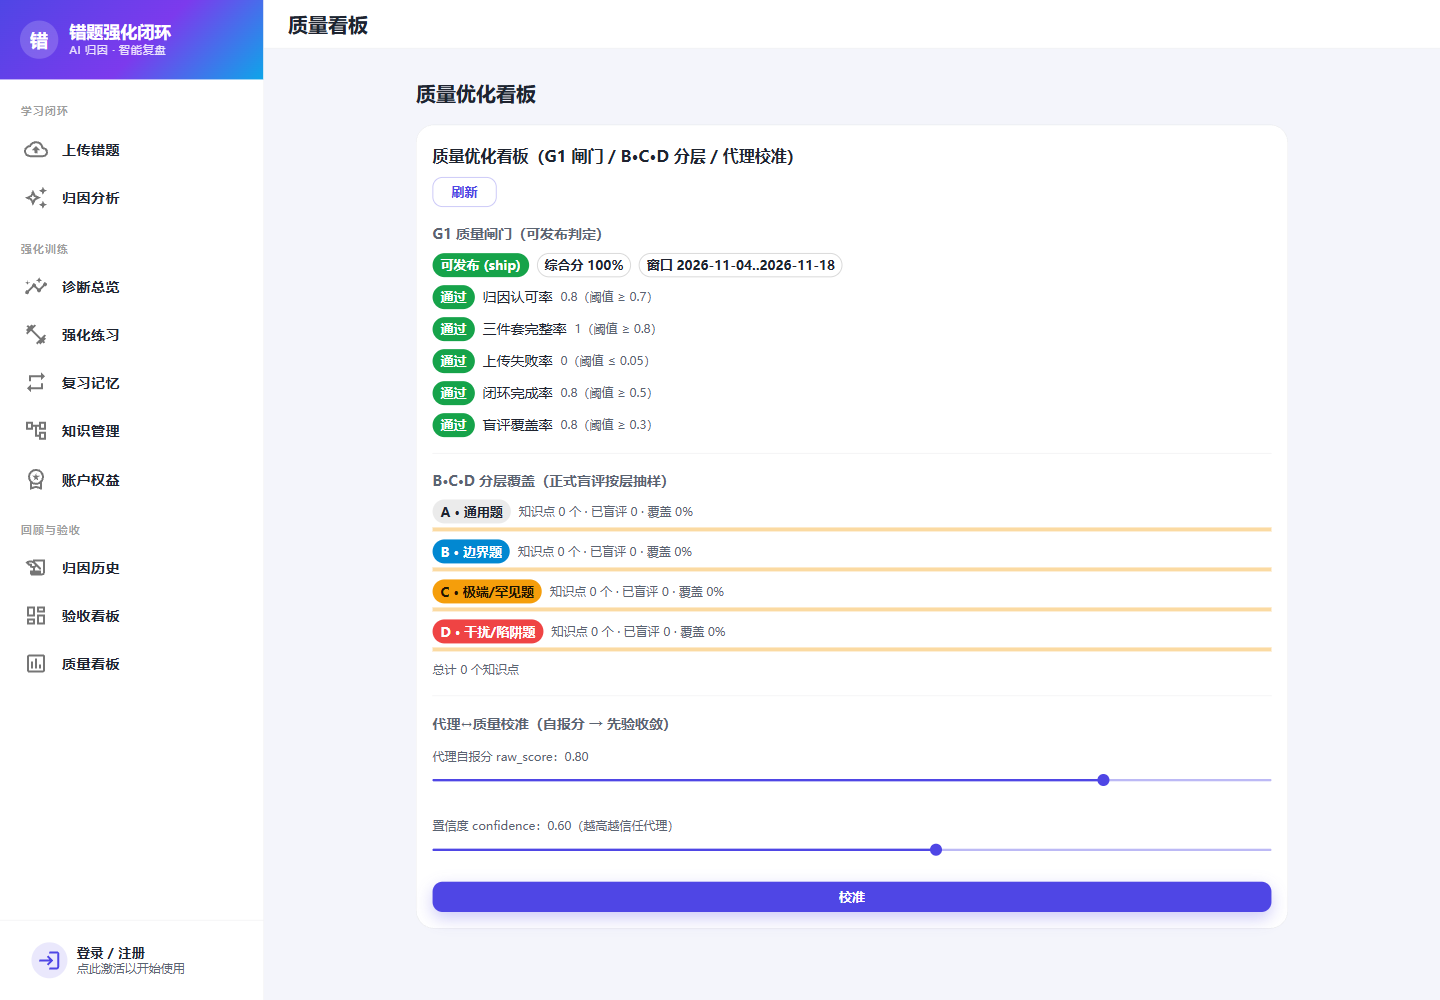 错
错题强化闭环
AI 归因 · 智能复盘
学习闭环
上传错题
归因分析
强化训练
诊断总览
强化练习
复习记忆
知识管理
账户权益
回顾与验收
归因历史
验收看板
质量看板
登录 / 注册
点此激活以开始使用
质量看板
质量优化看板
质量优化看板（G1 闸门 / B•C•D 分层 / 代理校准）
刷新
G1 质量闸门（可发布判定）
可发布 (ship) 综合分 100% 窗口 2026-11-04..2026-11-18
通过 归因认可率 0.8（阈值 ≥ 0.7）
通过 三件套完整率 1（阈值 ≥ 0.8）
通过 上传失败率 0（阈值 ≤ 0.05）
通过 闭环完成率 0.8（阈值 ≥ 0.5）
通过 盲评覆盖率 0.8（阈值 ≥ 0.3）
B•C•D 分层覆盖（正式盲评按层抽样）
A • 通用题 知识点 0 个 · 已盲评 0 · 覆盖 0%
B • 边界题 知识点 0 个 · 已盲评 0 · 覆盖 0%
C • 极端/罕见题 知识点 0 个 · 已盲评 0 · 覆盖 0%
D • 干扰/陷阱题 知识点 0 个 · 已盲评 0 · 覆盖 0%
总计 0 个知识点
代理↔质量校准（自报分 → 先验收敛）
代理自报分 raw_score：0.80
置信度 confidence：0.60（越高越信任代理）
校准